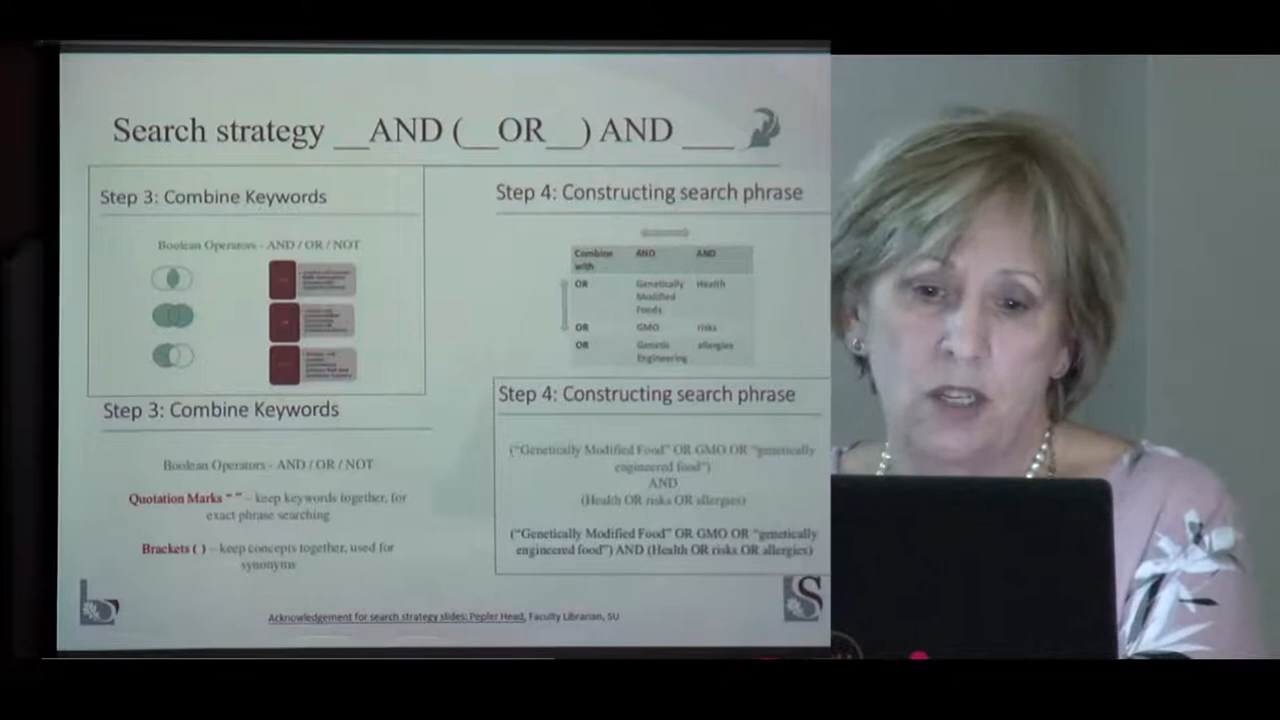 Search strategy __AND (__OR__) AND ___
Step 3: Combine Keywords
Boolean Operators - AND / OR / NOT
Step 3: Combine Keywords
Boolean Operators - AND / OR / NOT
Quotation Marks “ ” – keep keywords together, for
exact phrase searching
Brackets ( ) – keep concepts together, used for
synonyms
Step 4: Constructing search phrase
Combine with AND AND
OR Genetically Modified Foods Health
OR GMO risks
OR Genetic Engineering allergies
Step 4: Constructing search phrase
(“Genetically Modified Food” OR GMO OR “genetically
engineered food”)
AND
(Health OR risks OR allergies)
(“Genetically Modified Food” OR GMO OR “genetically
engineered food”) AND (Health OR risks OR allergies)
Acknowledgement for search strategy slides: Pepler Head, Faculty Librarian, SU